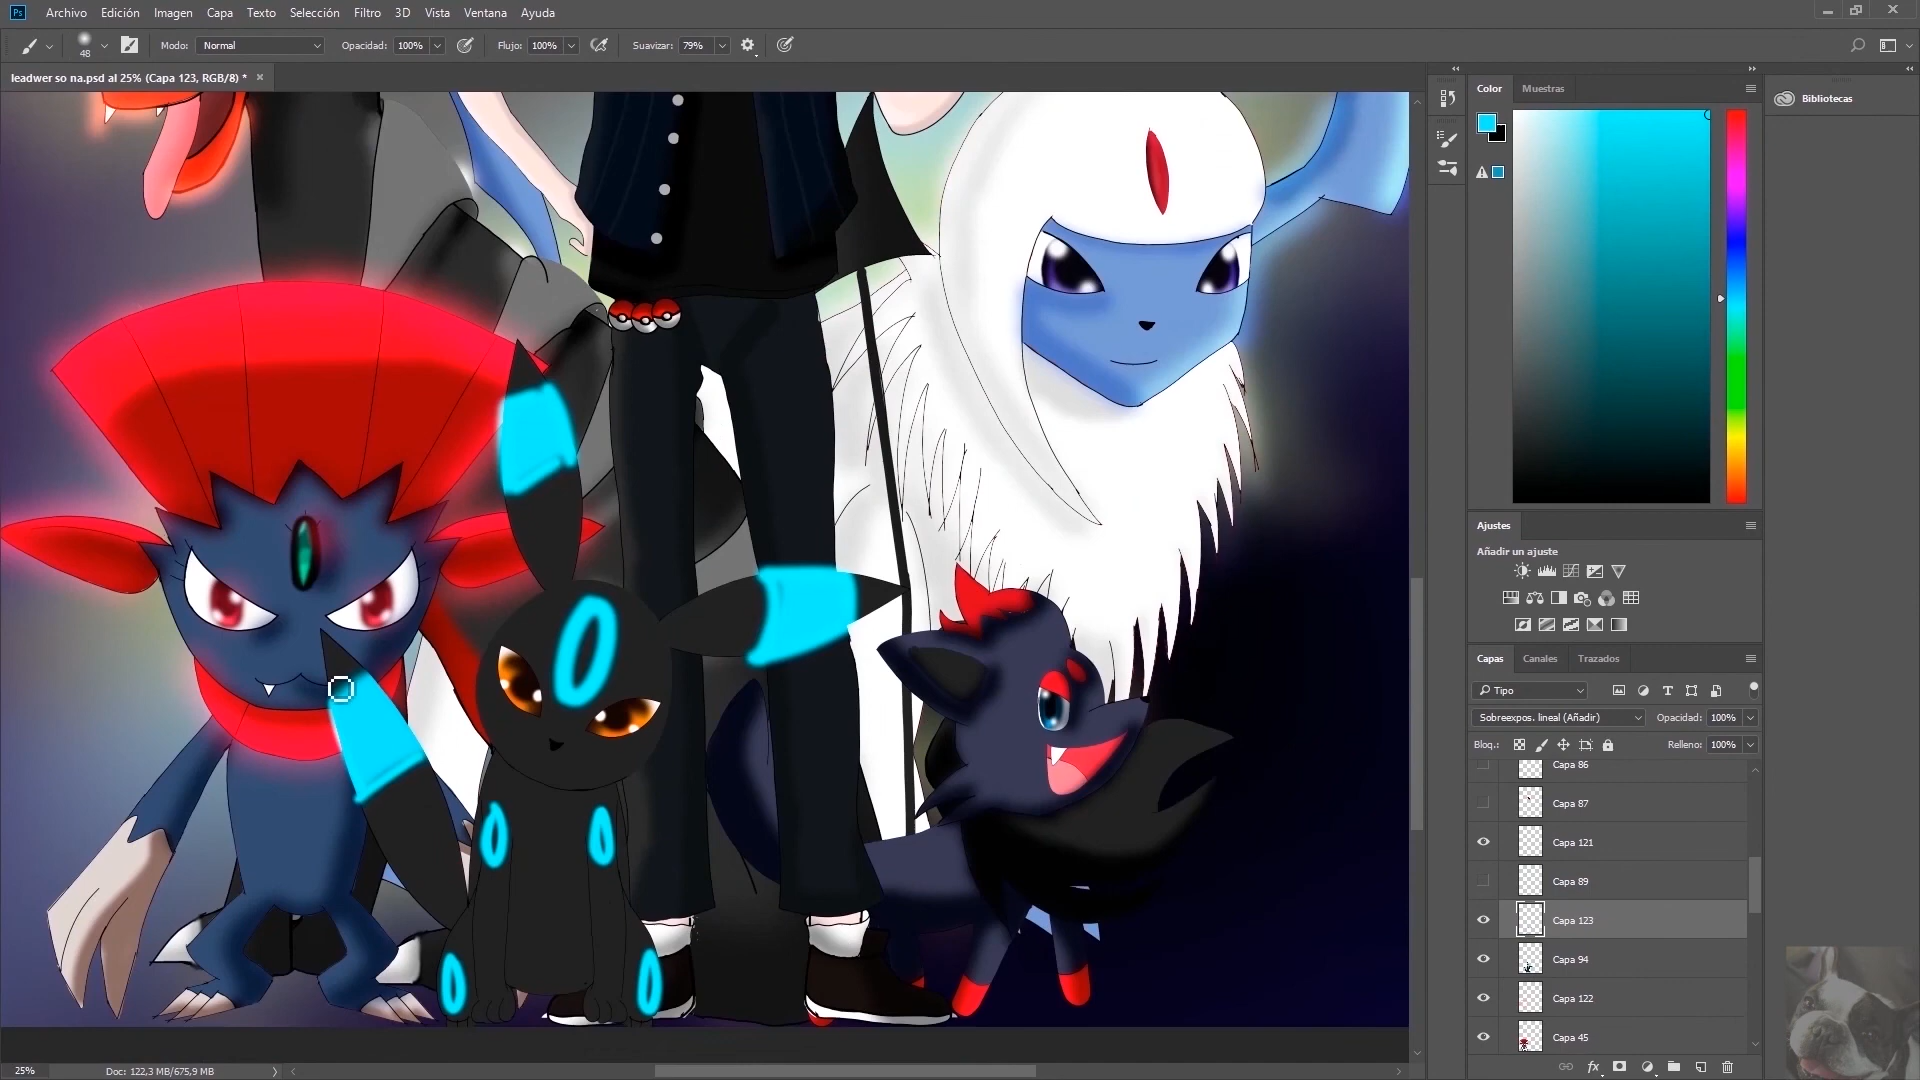 Ps Archivo Edición Imagen Capa Texto Selección Filtro 3D Vista Ventana Ayuda
48 Modo: Normal Opacidad: 100% Flujo: 100% Suavizar: 79%
leadwer so na.psd al 25% (Capa 123, RGB/8) * ×
Color Muestras
Bibliotecas
Ajustes
Añadir un ajuste
Capas Canales Trazados
Tipo
Sobreexpos. lineal (Añadir) Opacidad: 100%
Bloq.: Relleno: 100%
Capa 86
Capa 87
Capa 121
Capa 89
Capa 123
Capa 94
Capa 122
Capa 45
fx
25% Doc: 122,3 MB/675,9 MB